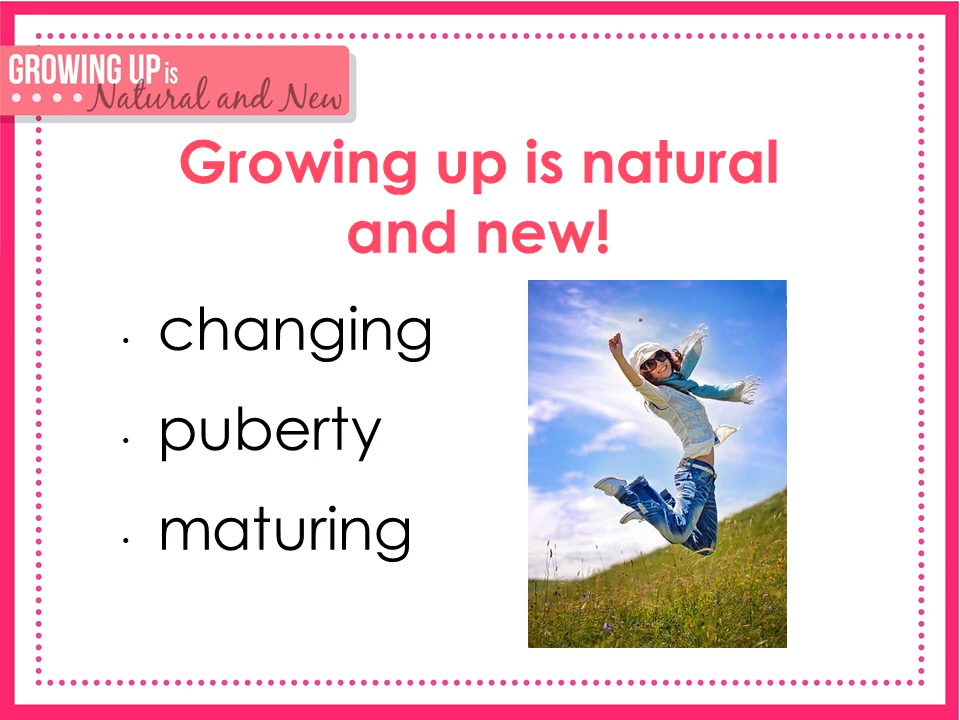 GROWING UP is
Natural and New
Growing up is natural
and new!
• changing
• puberty
• maturing